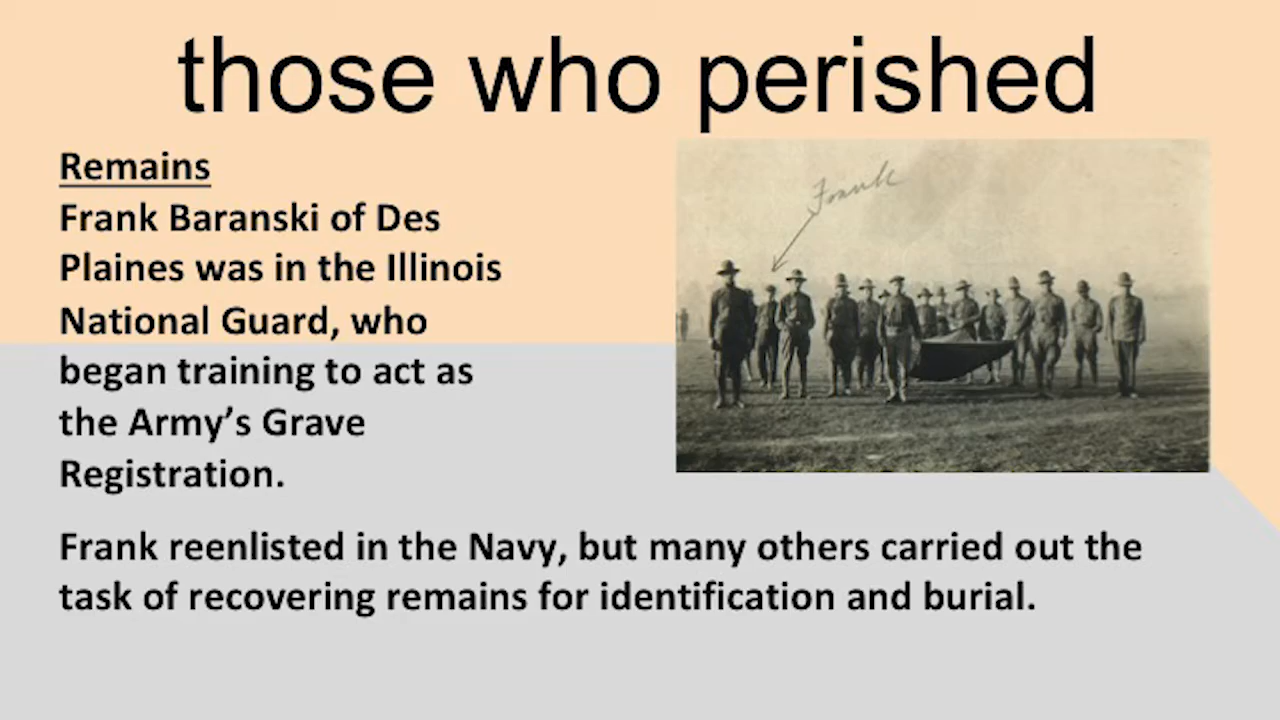 those who perished
Remains
Frank Baranski of Des
Plaines was in the Illinois
National Guard, who
began training to act as
the Army’s Grave
Registration.
Frank
Frank reenlisted in the Navy, but many others carried out the
task of recovering remains for identification and burial.